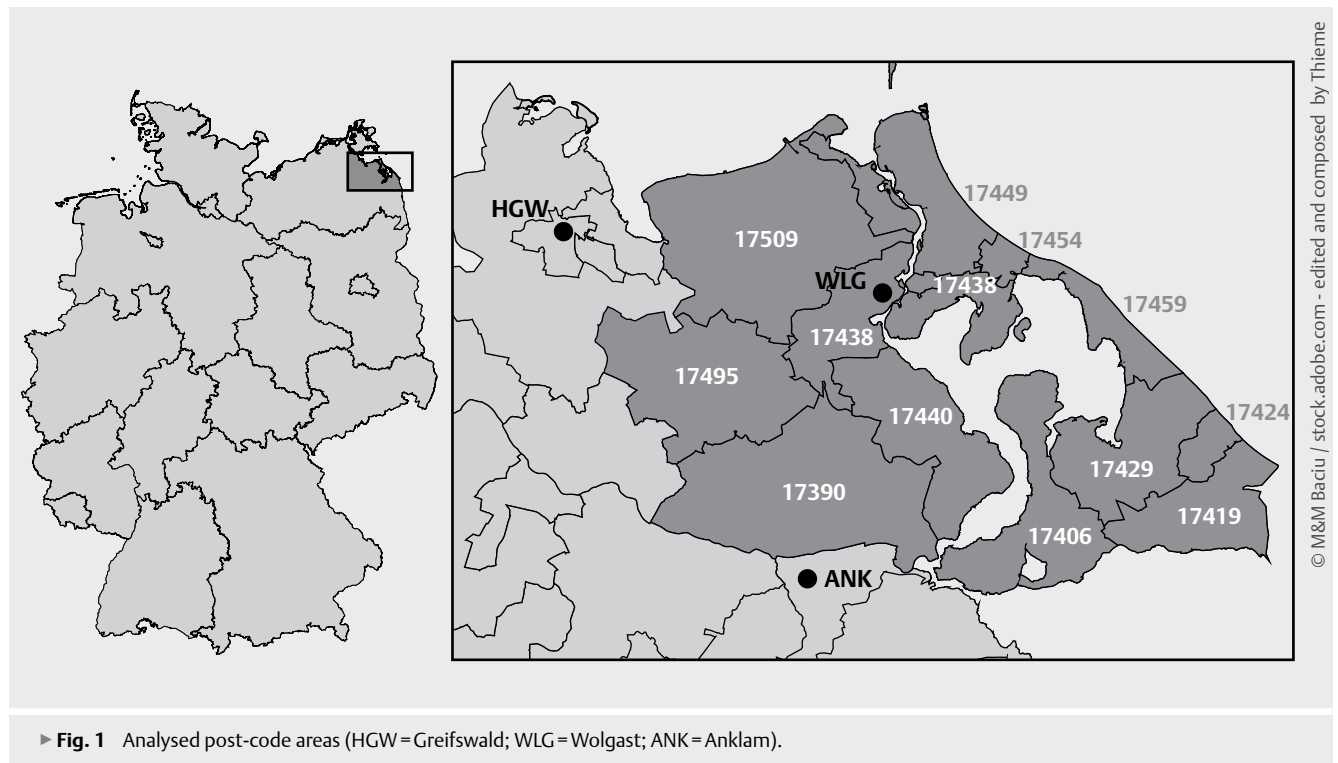 HGW
17449
17509
17454
WLG
17438
17459
17438
17495
17440
17424
17429
17390
17419
17406
ANK
© M&M Baciu / stock.adobe.com - edited and composed by Thieme
▶ Fig. 1 Analysed post-code areas (HGW = Greifswald; WLG = Wolgast; ANK = Anklam).